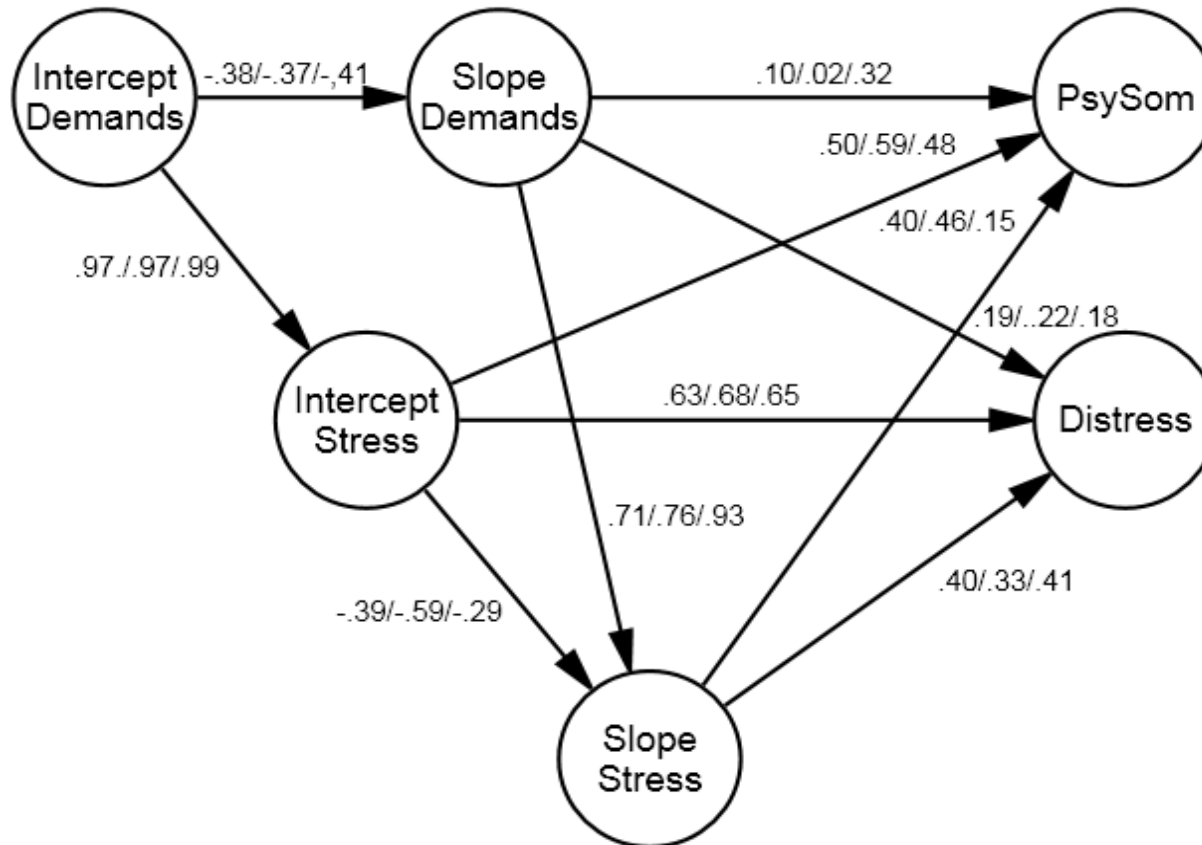 Intercept
Demands
-.38/-.37/-,41
Slope
Demands
.10/.02/.32
PsySom
.50/.59/.48
.40/.46/.15
.97./.97/.99
.19/..22/.18
Intercept
Stress
.63/.68/.65
Distress
.71/.76/.93
.40/.33/.41
-.39/-.59/-.29
Slope
Stress